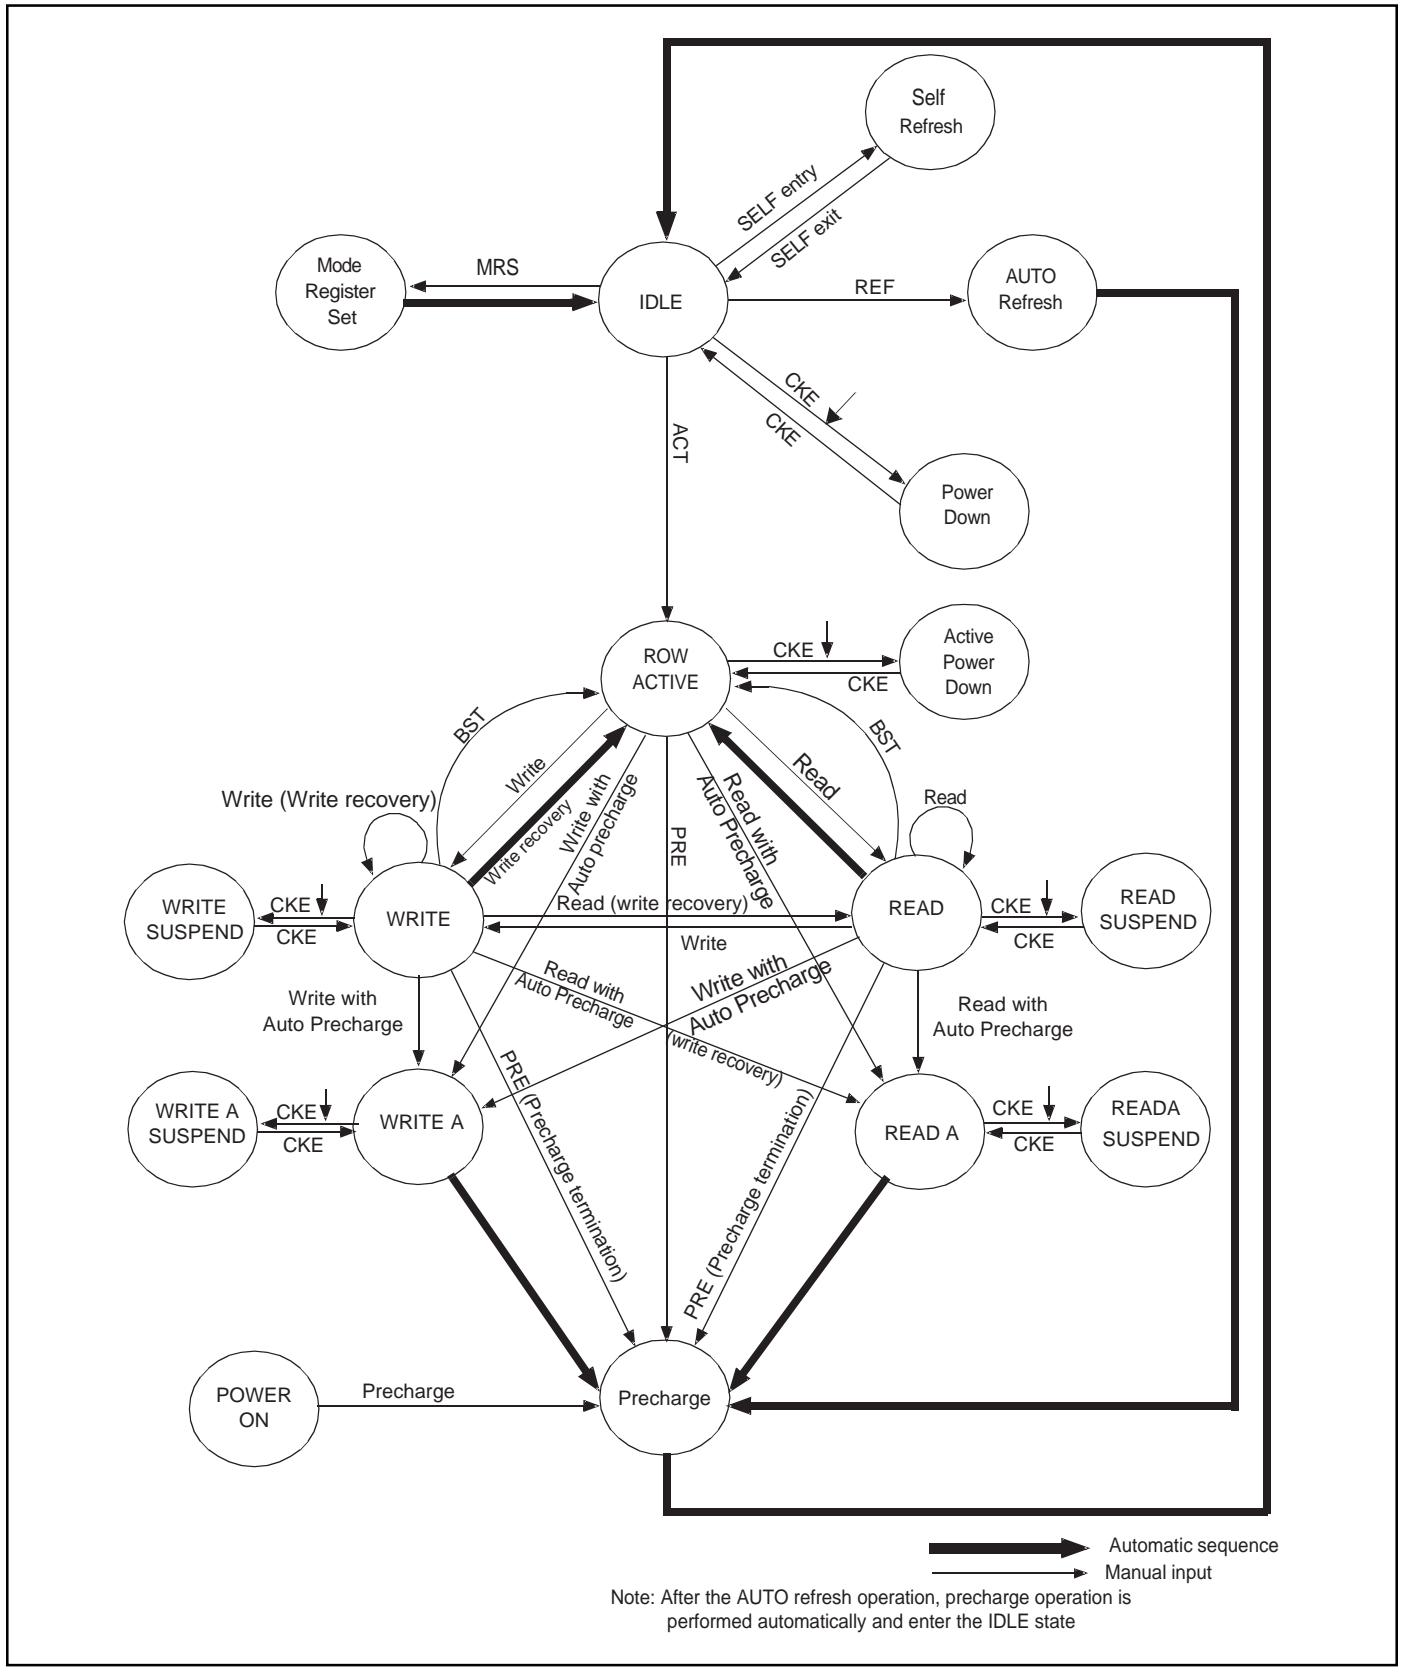 Self
Refresh
SELF entry
SELF exit
Mode
Register
Set
MRS
IDLE
REF
AUTO
Refresh
CKE
CKE
ACT
Power
Down
ROW
ACTIVE
CKE
CKE
Active
Power
Down
BST
Write
Write recovery
Write with
Auto precharge
PRE
Read with
Auto Precharge
Read
BST
Write (Write recovery)
Read
WRITE
SUSPEND
CKE
CKE
WRITE
Read (write recovery)
Write
READ
CKE
CKE
READ
SUSPEND
Write with
Auto Precharge
Read with
Auto Precharge
(write recovery)
Write with
Auto Precharge
Read with
Auto Precharge
PRE (Precharge termination)
PRE (Precharge termination)
WRITE A
SUSPEND
CKE
CKE
WRITE A
READ A
CKE
CKE
READA
SUSPEND
POWER
ON
Precharge
Precharge
Automatic sequence
Manual input
Note: After the AUTO refresh operation, precharge operation is
performed automatically and enter the IDLE state